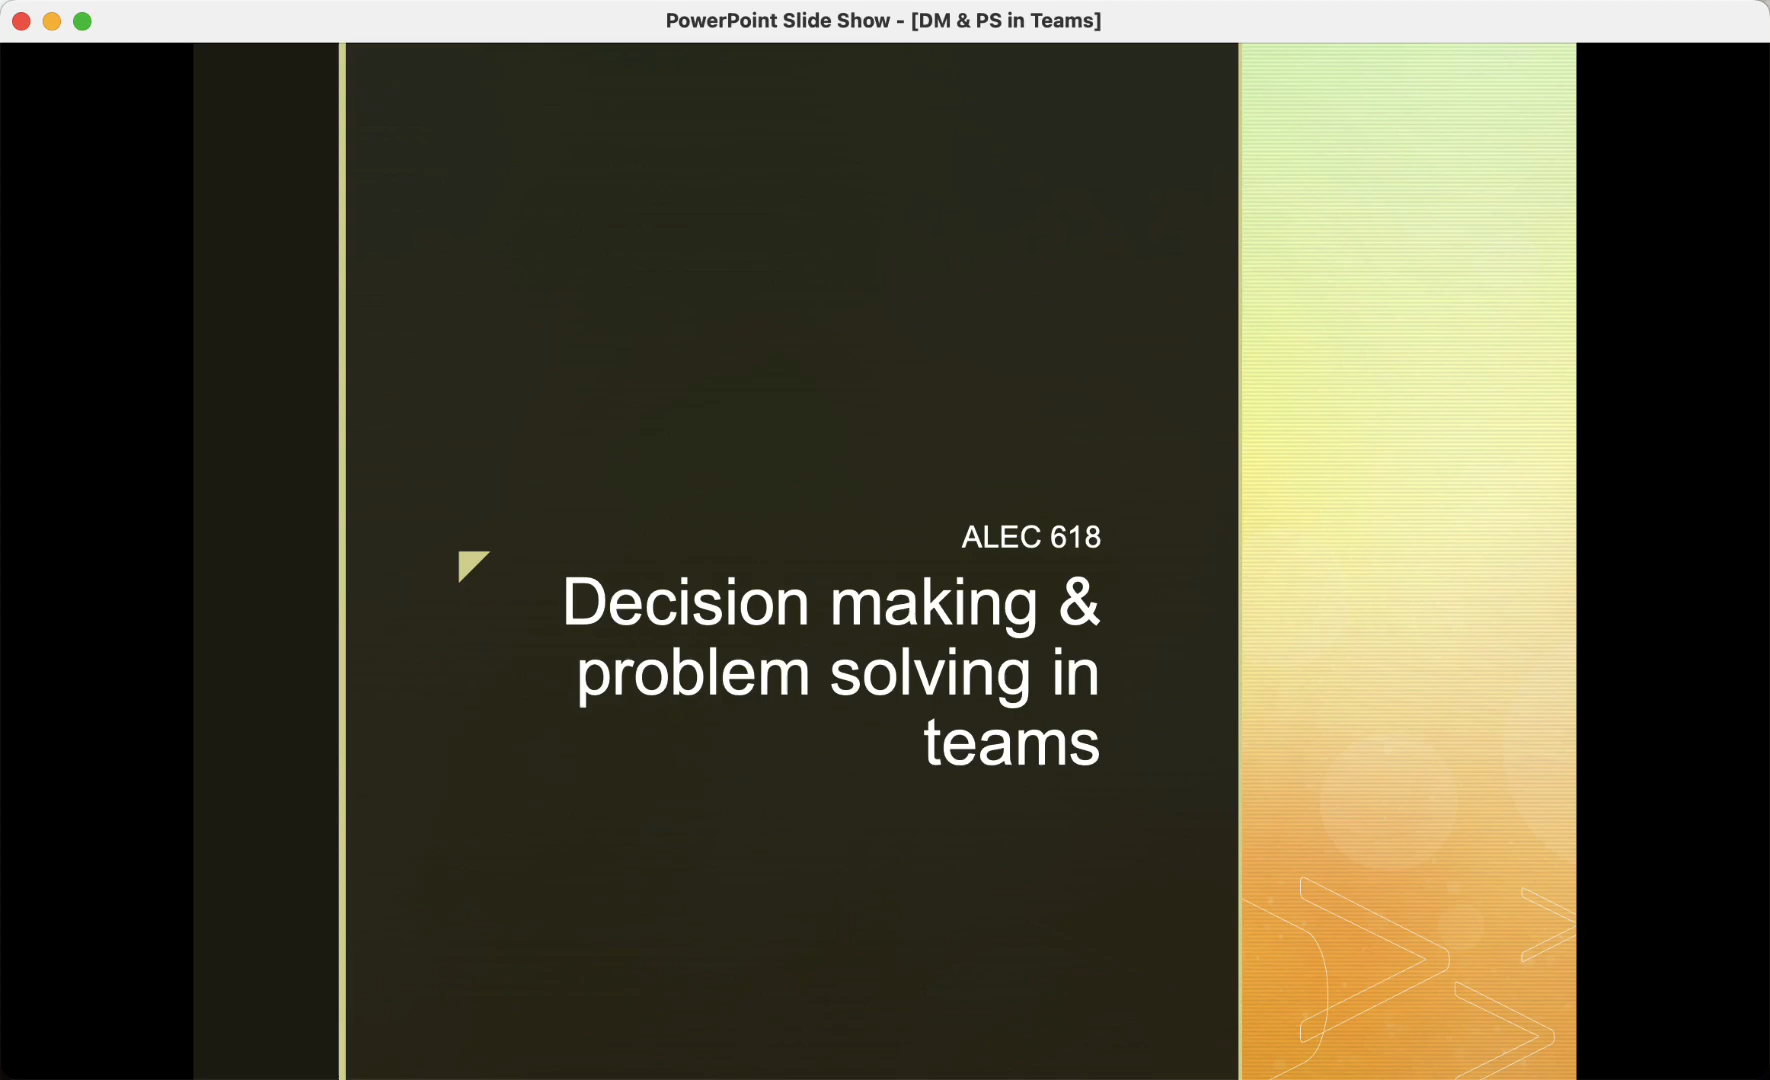 PowerPoint Slide Show - [DM & PS in Teams]
ALEC 618
Decision making &
problem solving in
teams